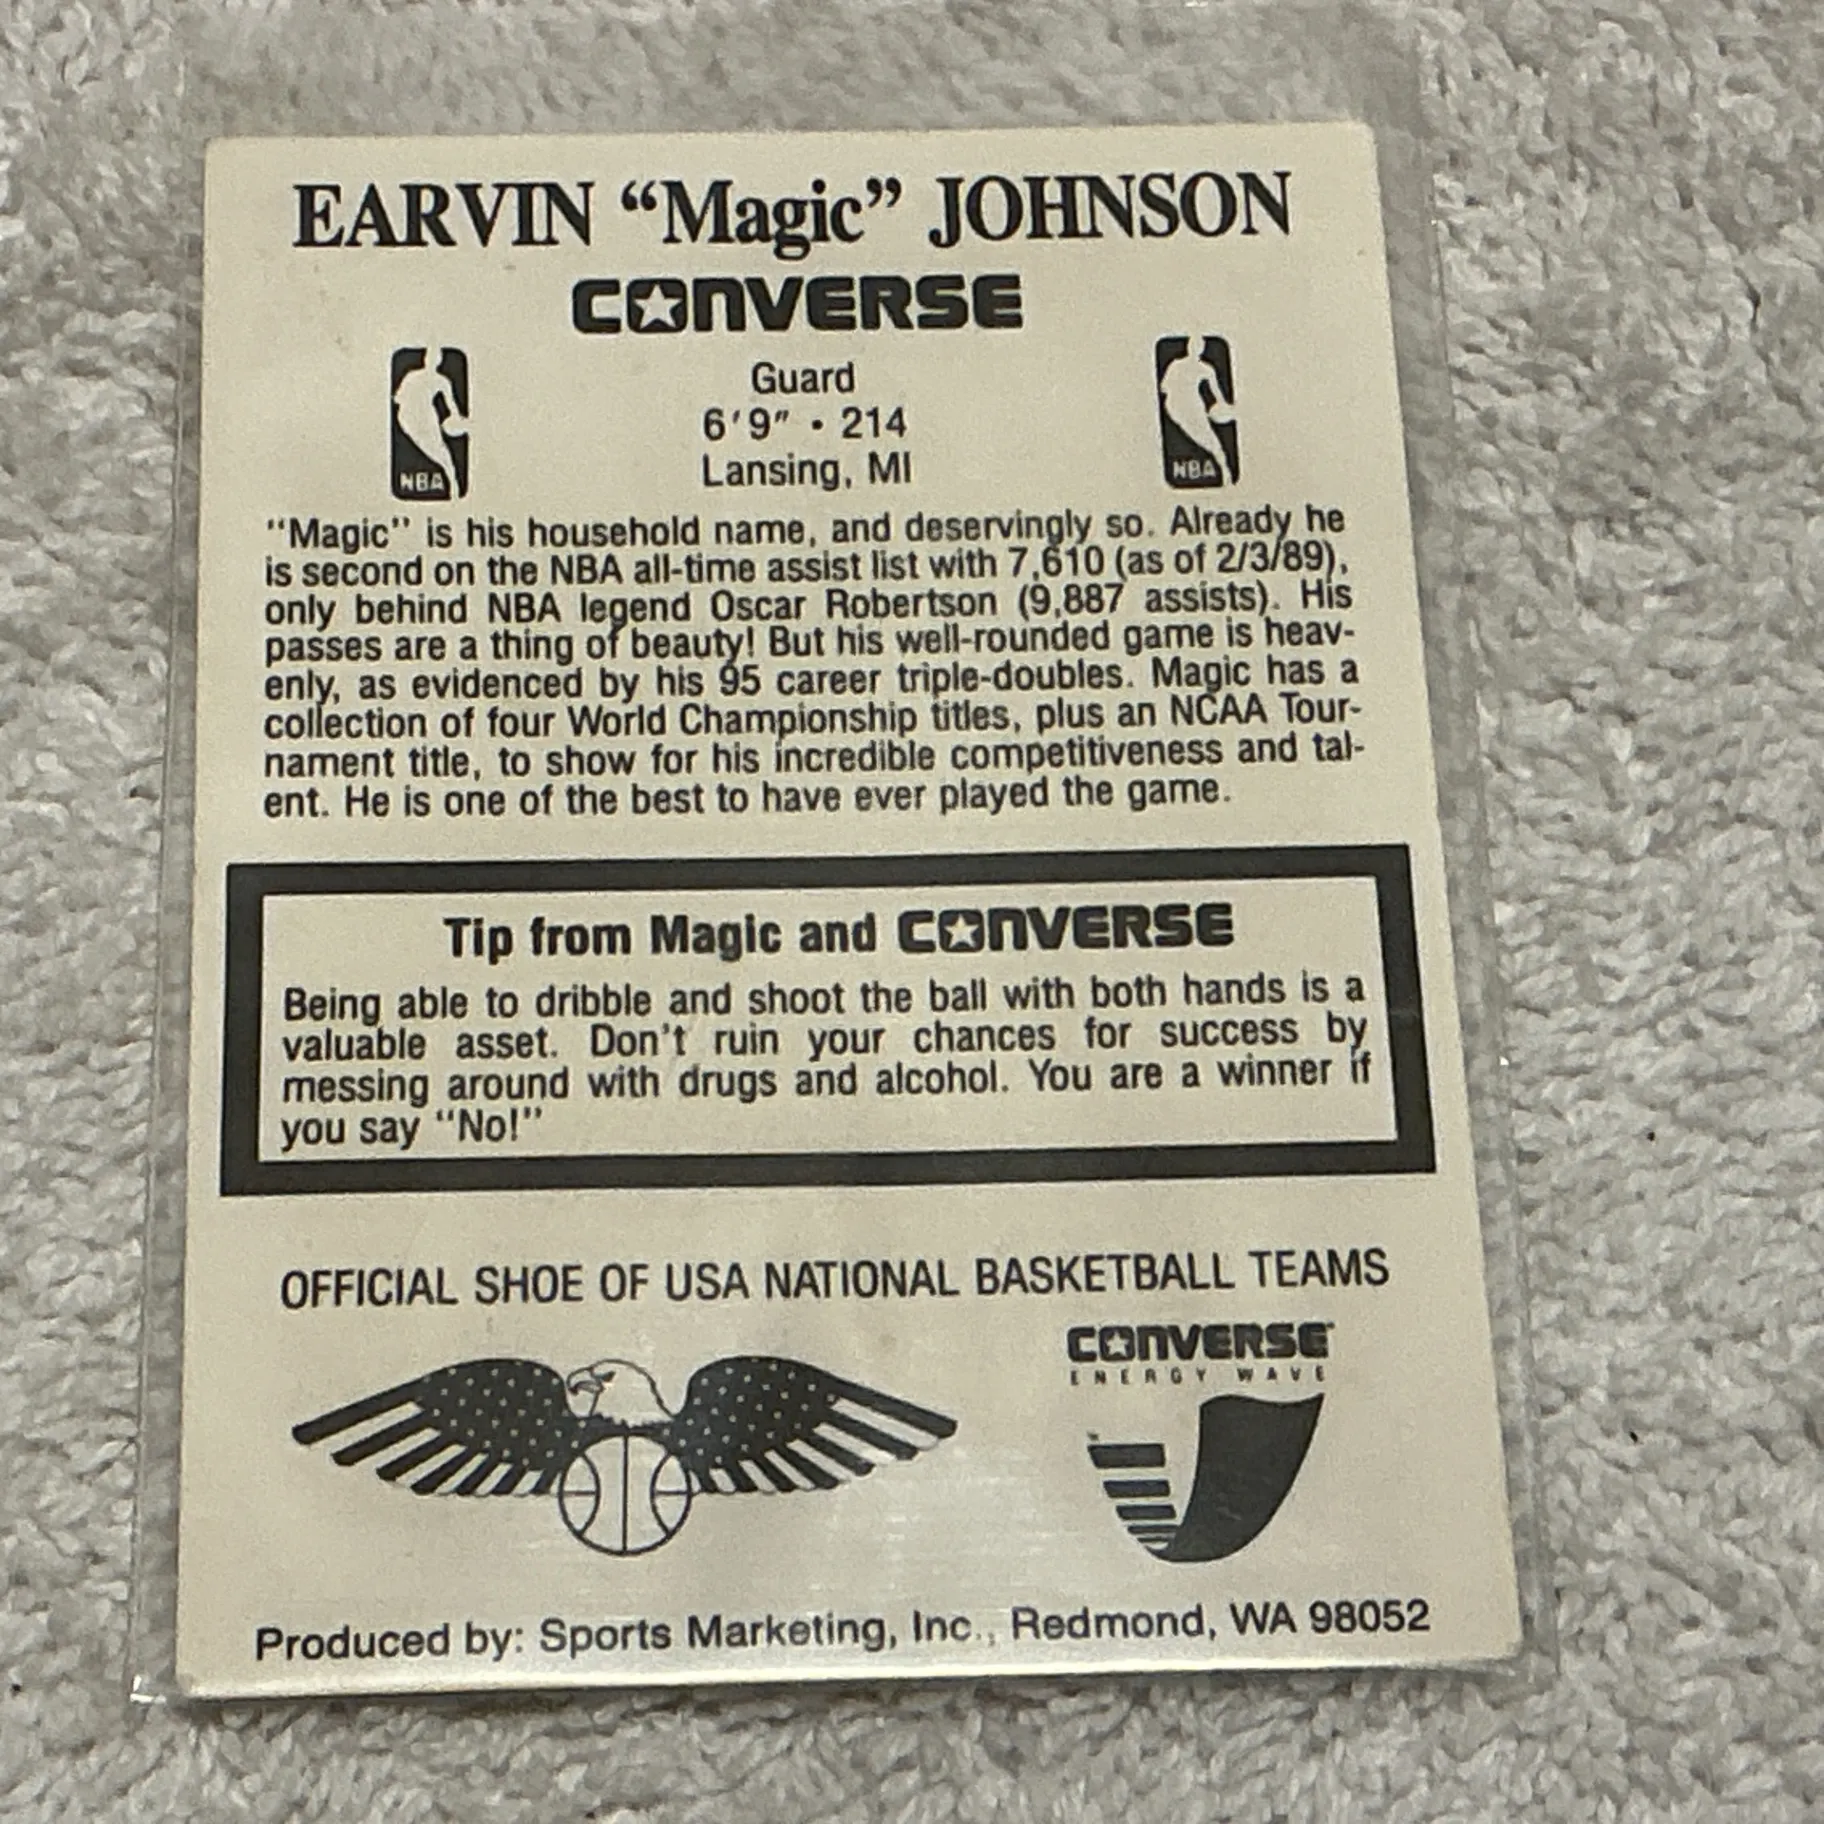 EARVIN “Magic” JOHNSON
CONVERSE
Guard
6'9" • 214
Lansing, MI
NBA
NBA
“Magic” is his household name, and deservingly so. Already he
is second on the NBA all-time assist list with 7,610 (as of 2/3/89),
only behind NBA legend Oscar Robertson (9,887 assists). His
passes are a thing of beauty! But his well-rounded game is heav-
enly, as evidenced by his 95 career triple-doubles. Magic has a
collection of four World Championship titles, plus an NCAA Tour-
nament title, to show for his incredible competitiveness and tal-
ent. He is one of the best to have ever played the game.
Tip from Magic and CONVERSE
Being able to dribble and shoot the ball with both hands is a
valuable asset. Don't ruin your chances for success by
messing around with drugs and alcohol. You are a winner if
you say “No!”
OFFICIAL SHOE OF USA NATIONAL BASKETBALL TEAMS
CONVERSE
ENERGY WAVE
Produced by: Sports Marketing, Inc., Redmond, WA 98052